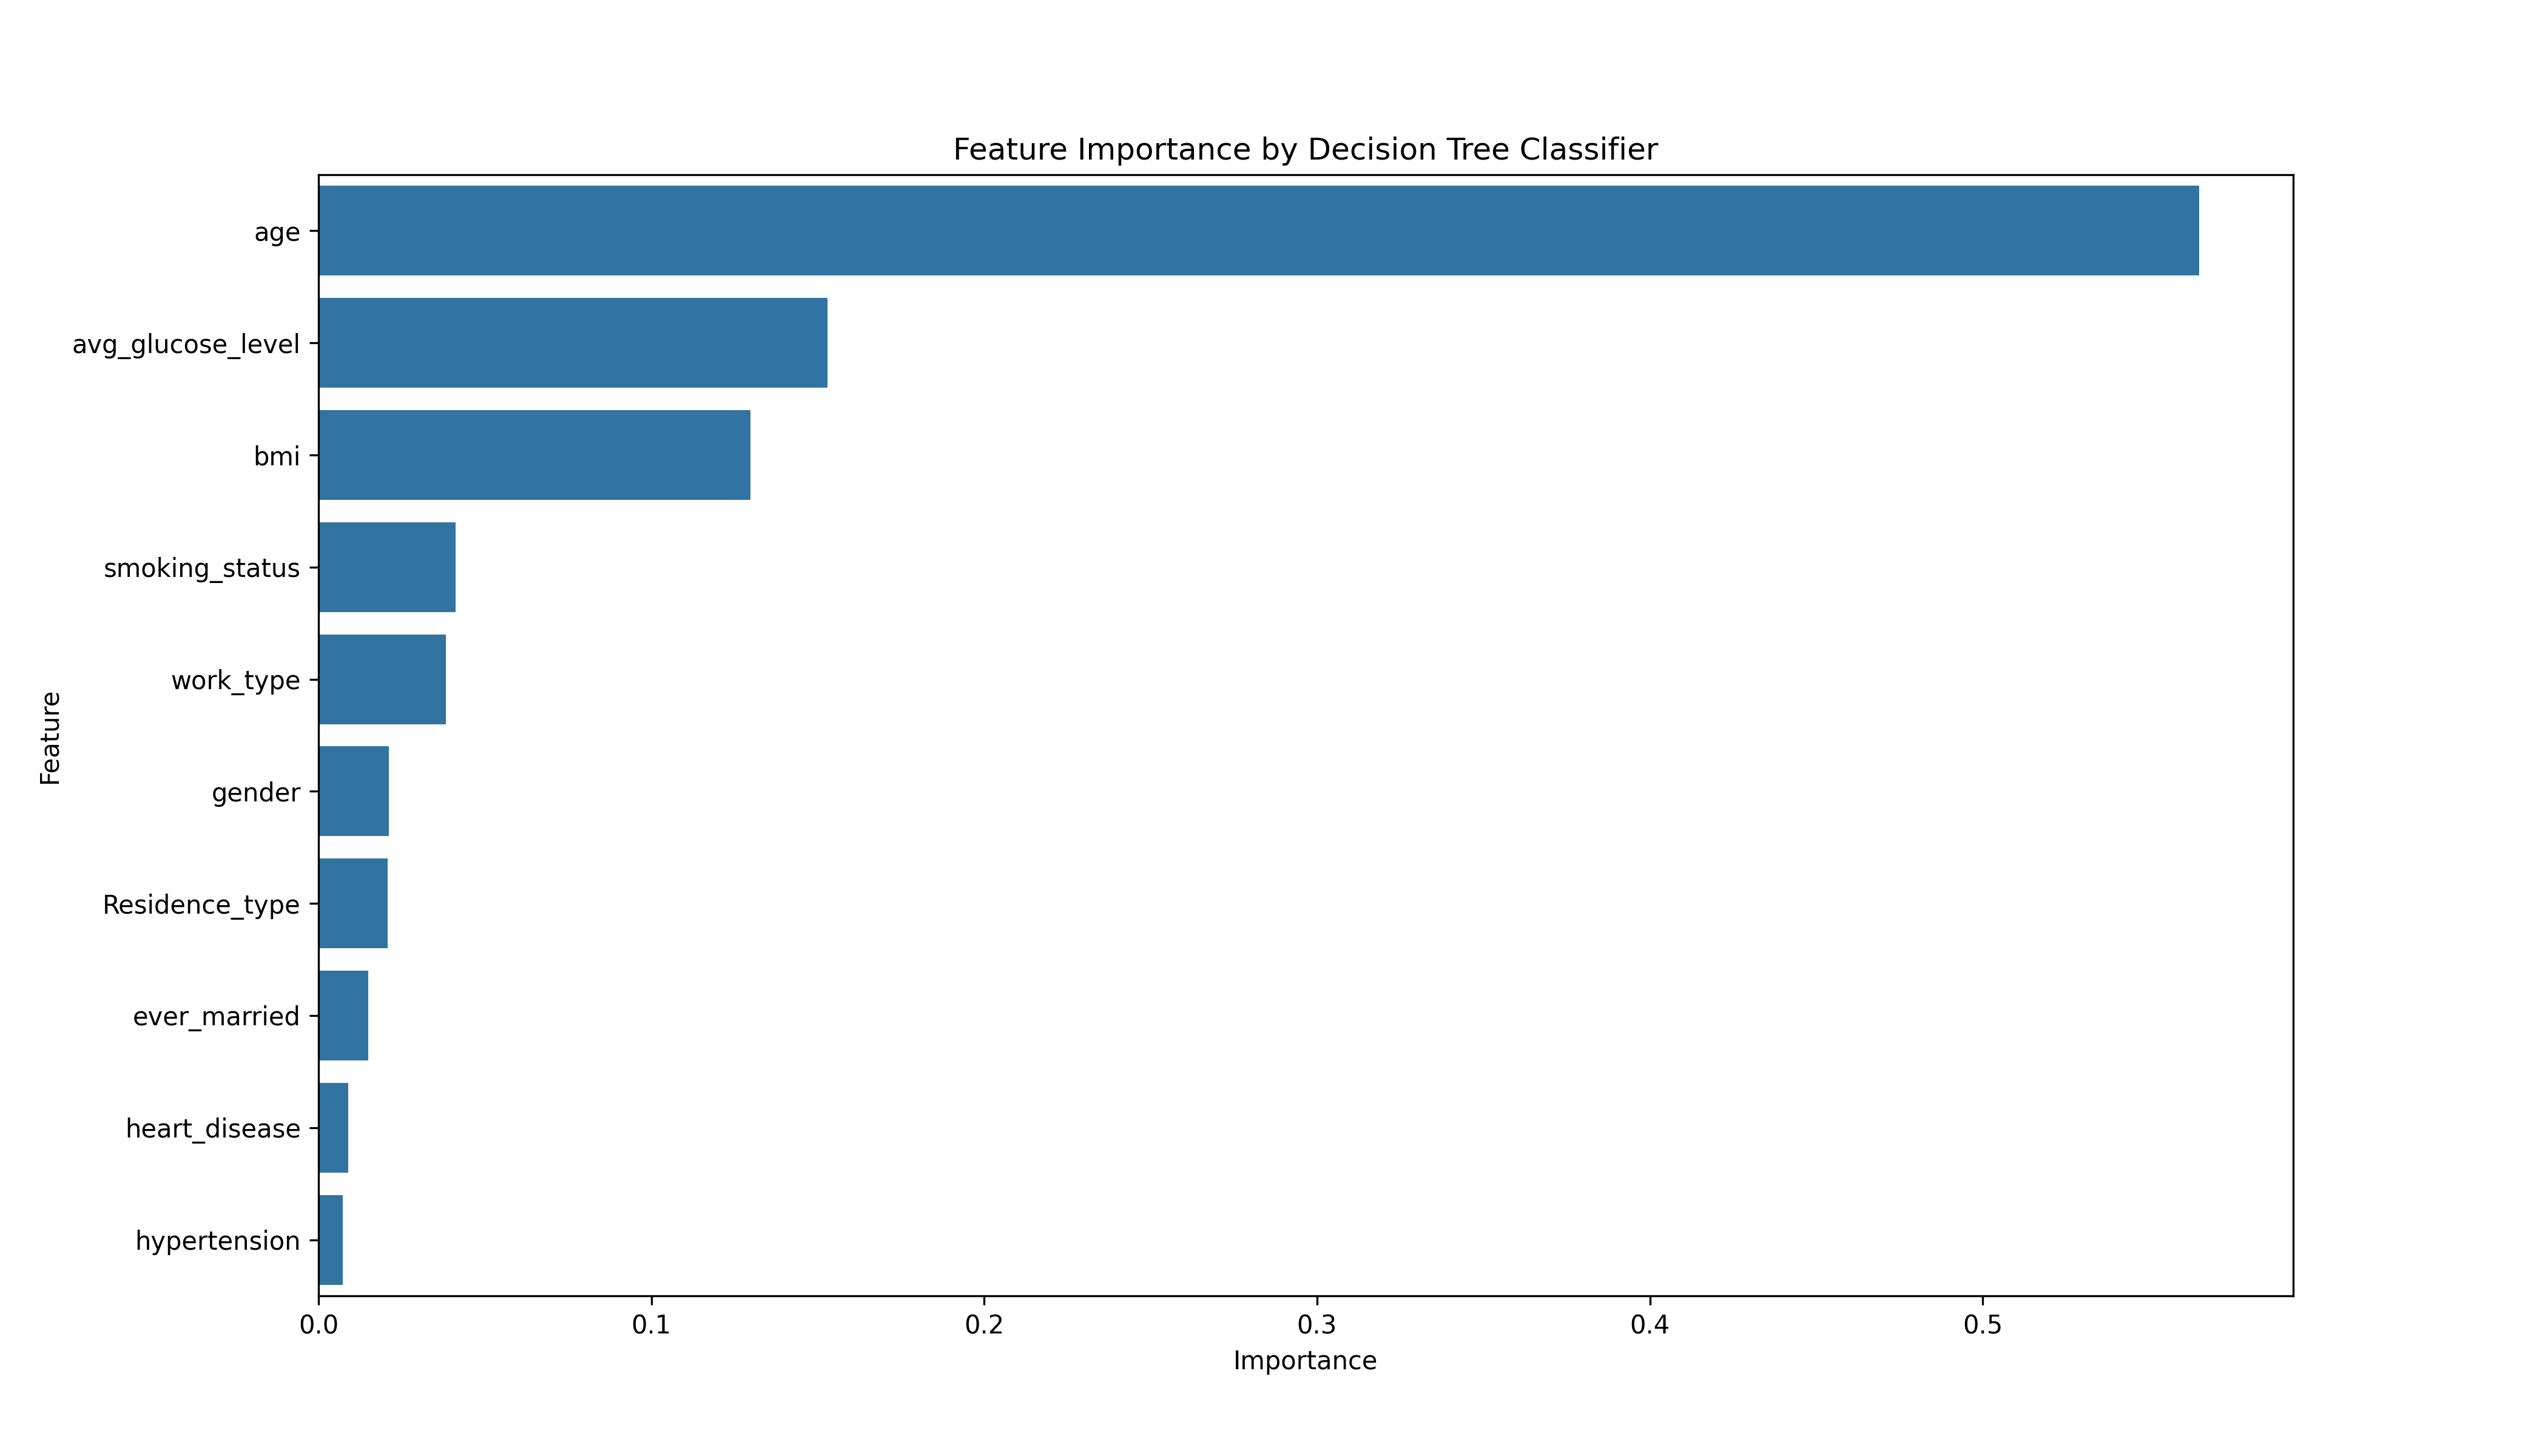 Feature Importance by Decision Tree Classifier
age
avg_glucose_level
bmi
smoking_status
work_type
gender
Residence_type
ever_married
heart_disease
hypertension
Feature
0.0 0.1 0.2 0.3 0.4 0.5
Importance